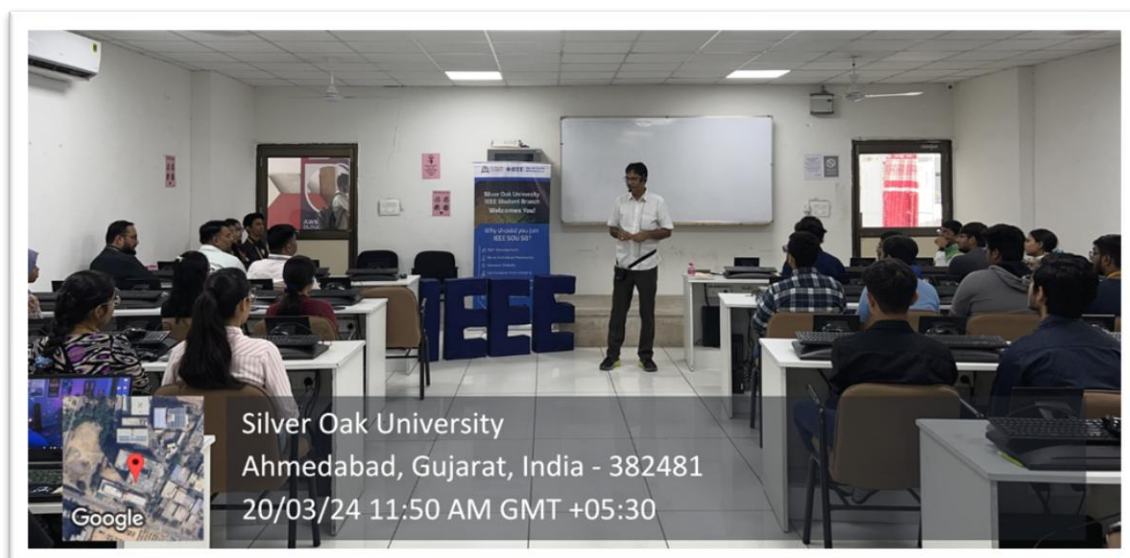 IEEE
Silver Oak University
IEEE Student Branch
Welcomes You!
Why should you join
IEEE SOU SB?
IEEE
Silver Oak University
Ahmedabad, Gujarat, India - 382481
20/03/24 11:50 AM GMT +05:30
Google